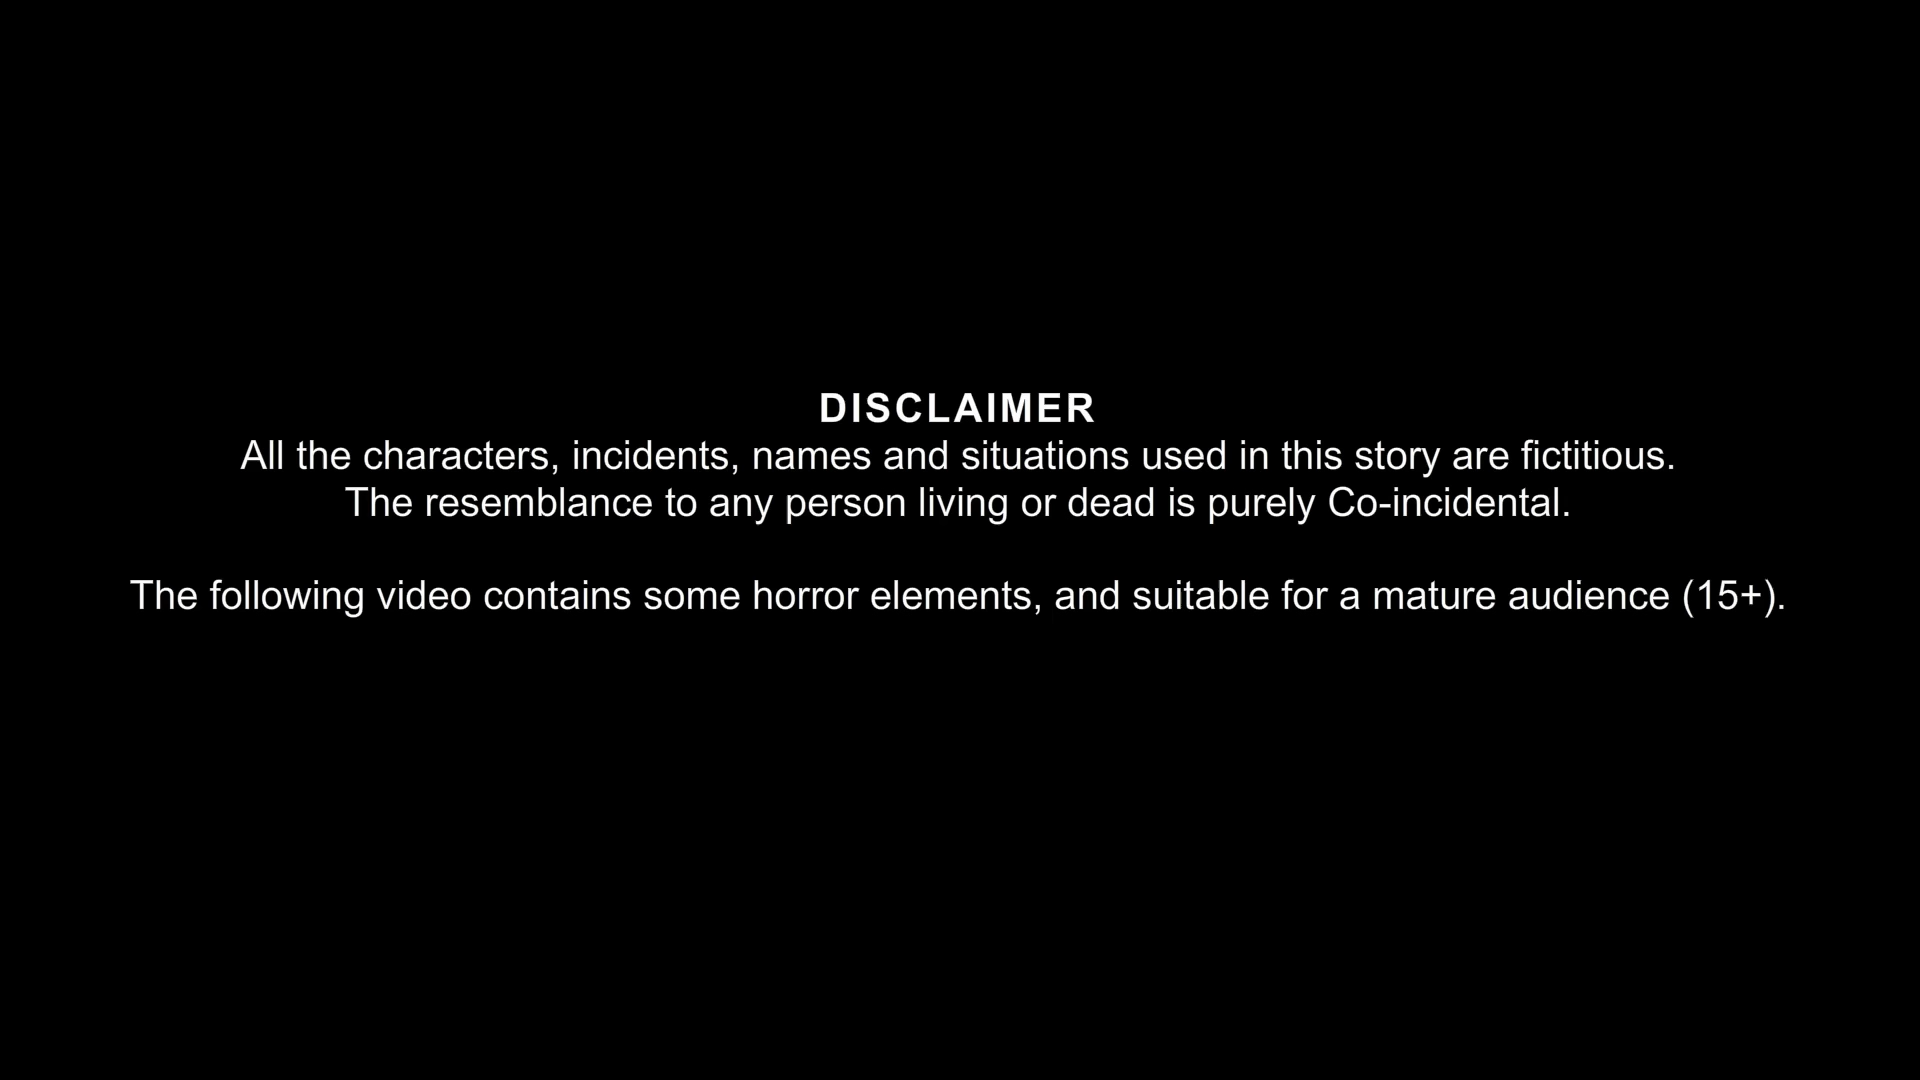 DISCLAIMER
All the characters, incidents, names and situations used in this story are fictitious.
The resemblance to any person living or dead is purely Co-incidental.
The following video contains some horror elements, and suitable for a mature audience (15+).